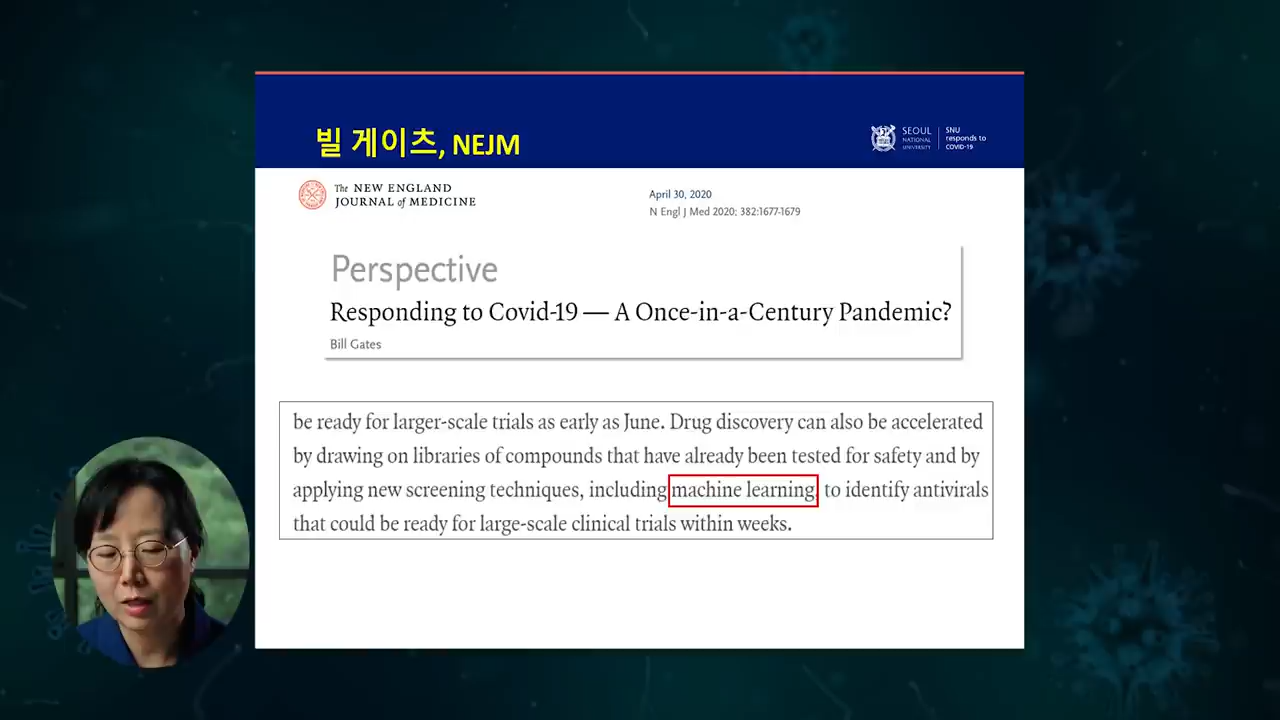 빌 게이츠, NEJM
SEOUL
NATIONAL
UNIVERSITY
SNU
responds to
COVID-19
The NEW ENGLAND
JOURNAL of MEDICINE
April 30, 2020
N Engl J Med 2020; 382:1677-1679
Perspective
Responding to Covid-19 — A Once-in-a-Century Pandemic?
Bill Gates
be ready for larger-scale trials as early as June. Drug discovery can also be accelerated
by drawing on libraries of compounds that have already been tested for safety and by
applying new screening techniques, including machine learning, to identify antivirals
that could be ready for large-scale clinical trials within weeks.